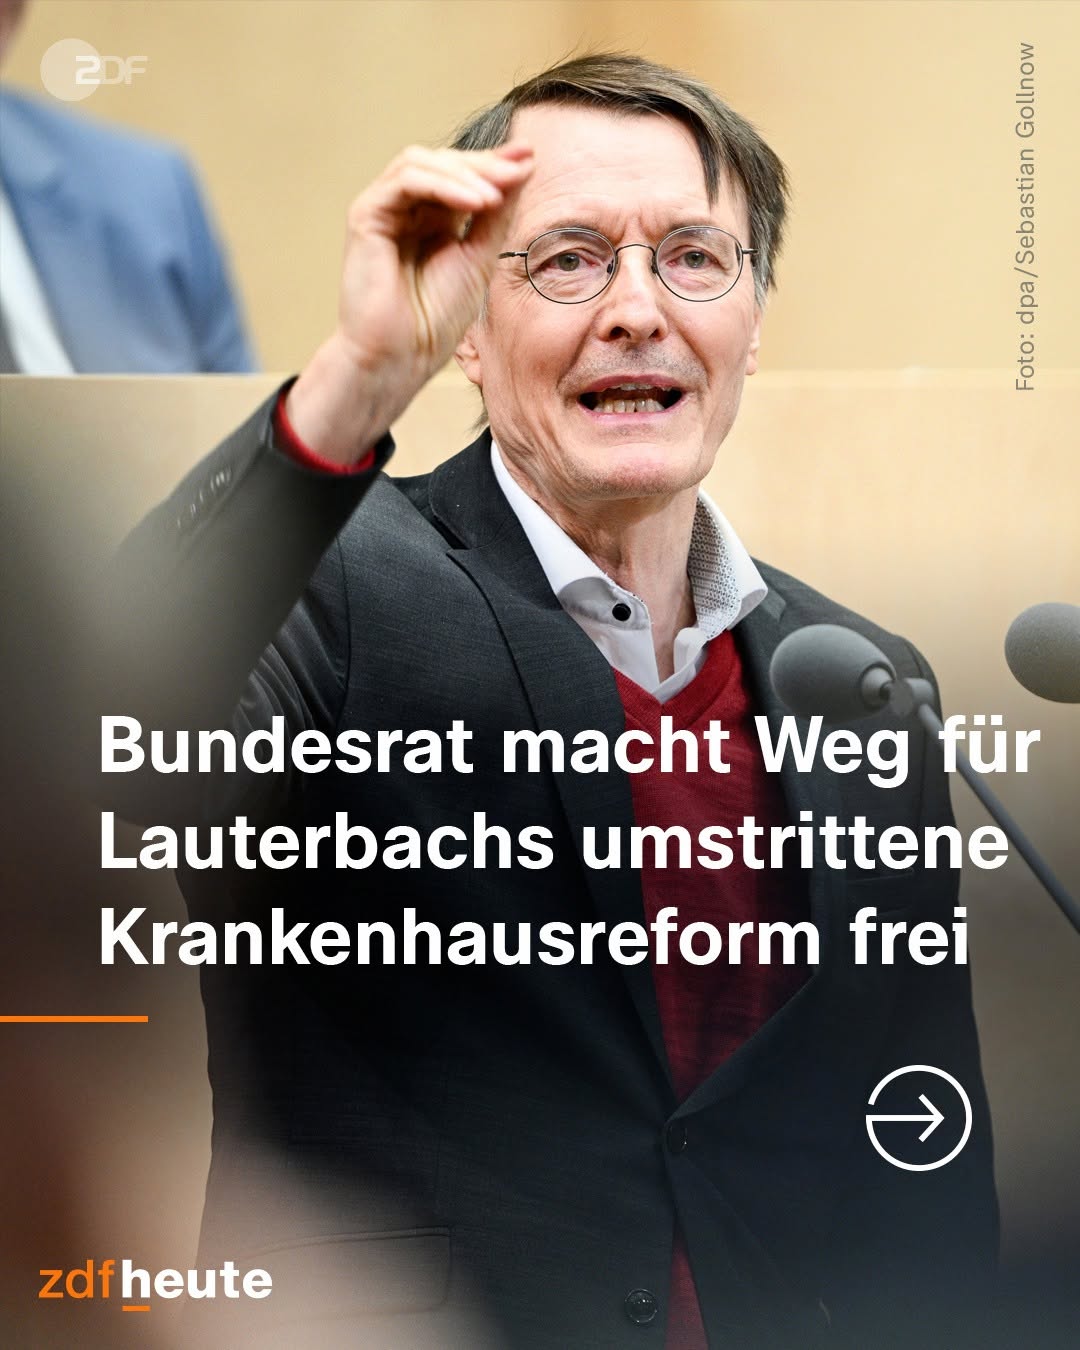 ZDF
Foto: dpa/Sebastian Gollnow
Bundesrat macht Weg für
Lauterbachs umstrittene
Krankenhausreform frei
zdfheute